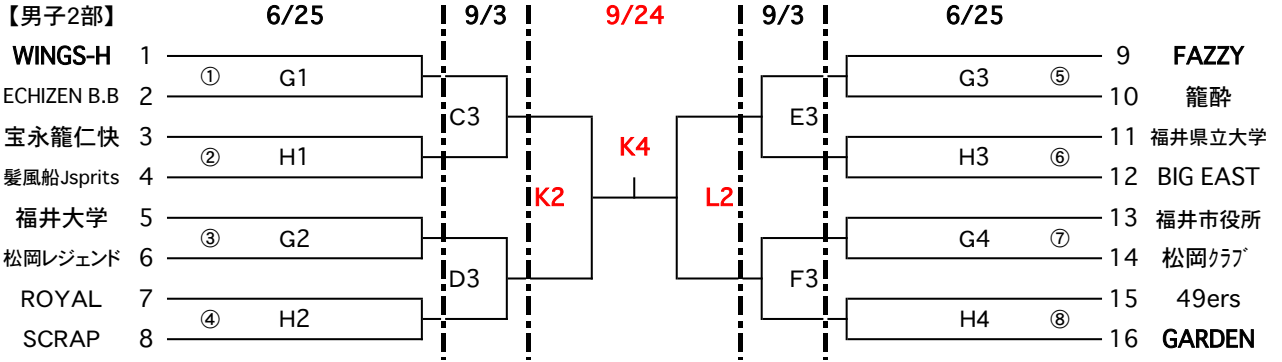 【男子2部】 6/25 9/3 9/24 9/3 6/25
WINGS-H 1 9 FAZZY
① G1 G3 ⑤
ECHIZEN B.B 2 10 籠酔
C3 E3
宝永籠仁快 3 11 福井県立大学
② H1 K4 H3 ⑥
髪風船Jsprits 4 12 BIG EAST
K2 L2
福井大学 5 13 福井市役所
③ G2 G4 ⑦
松岡レジェンド 6 14 松岡ｸﾗﾌﾞ
D3 F3
ROYAL 7 15 49ers
④ H2 H4 ⑧
SCRAP 8 16 GARDEN